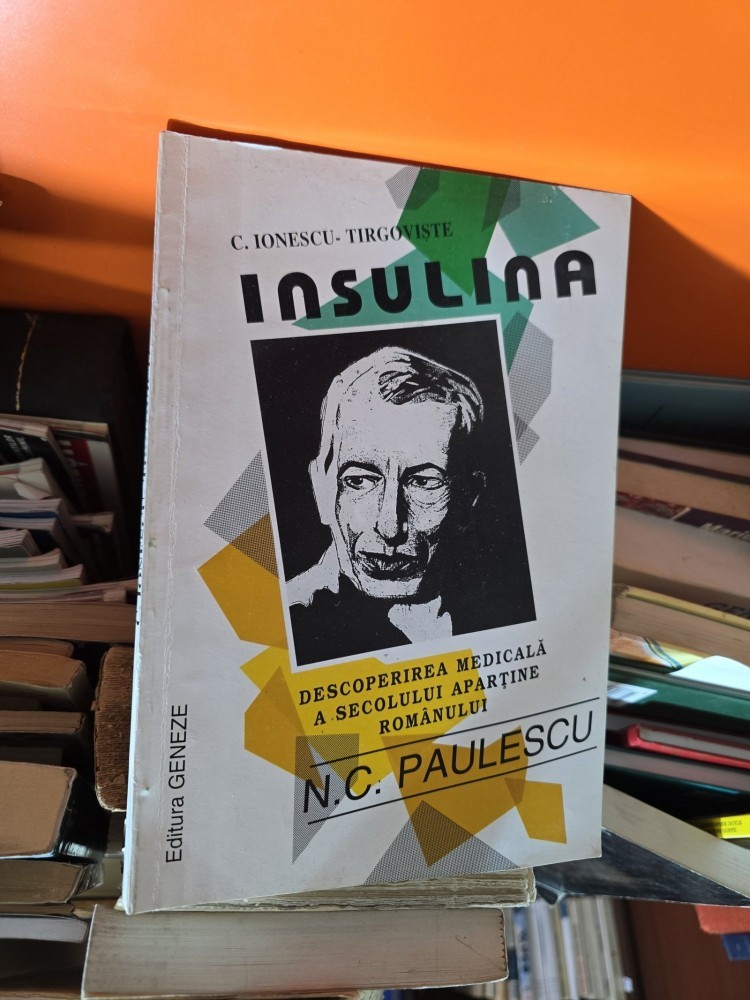 C. IONESCU- TIRGOVIȘTE
INSULINA
DESCOPERIREA MEDICALĂ
A SECOLULUI APARȚINE
ROMÂNULUI
N.C. PAULESCU
Editura GENEZE